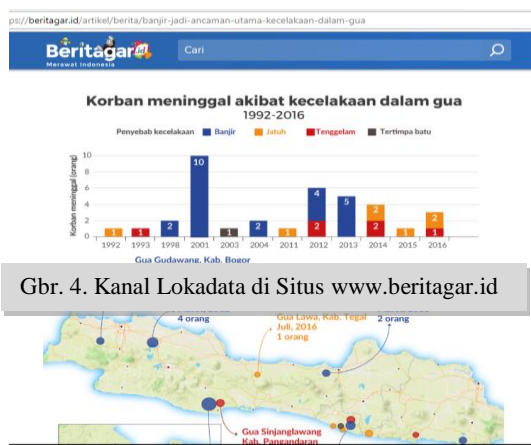 ps://beritagar.id/artikel/berita/banjir-jadi-ancaman-utama-kecelakaan-dalam-gua
Beritagar.id
Merawat Indonesia
Cari
Korban meninggal akibat kecelakaan dalam gua
1992-2016
Penyebab kecelakaan Banjir Jatuh Tenggelam Tertimpa batu
Korban meninggal (orang)
10
8
6
4
2
0
1 1 2 10 1 2 1 4 2 5 2 2 1 2 1
1992 1993 1998 2001 2003 2004 2011 2012 2013 2014 2015 2016
Gua Gudawang, Kab. Bogor
Gbr. 4. Kanal Lokadata di Situs www.beritagar.id
4 orang
Gua Lawa, Kab. Tegal
Juli, 2016
1 orang
2 orang
Gua Sinjanglawang
Kab. Pangandaran